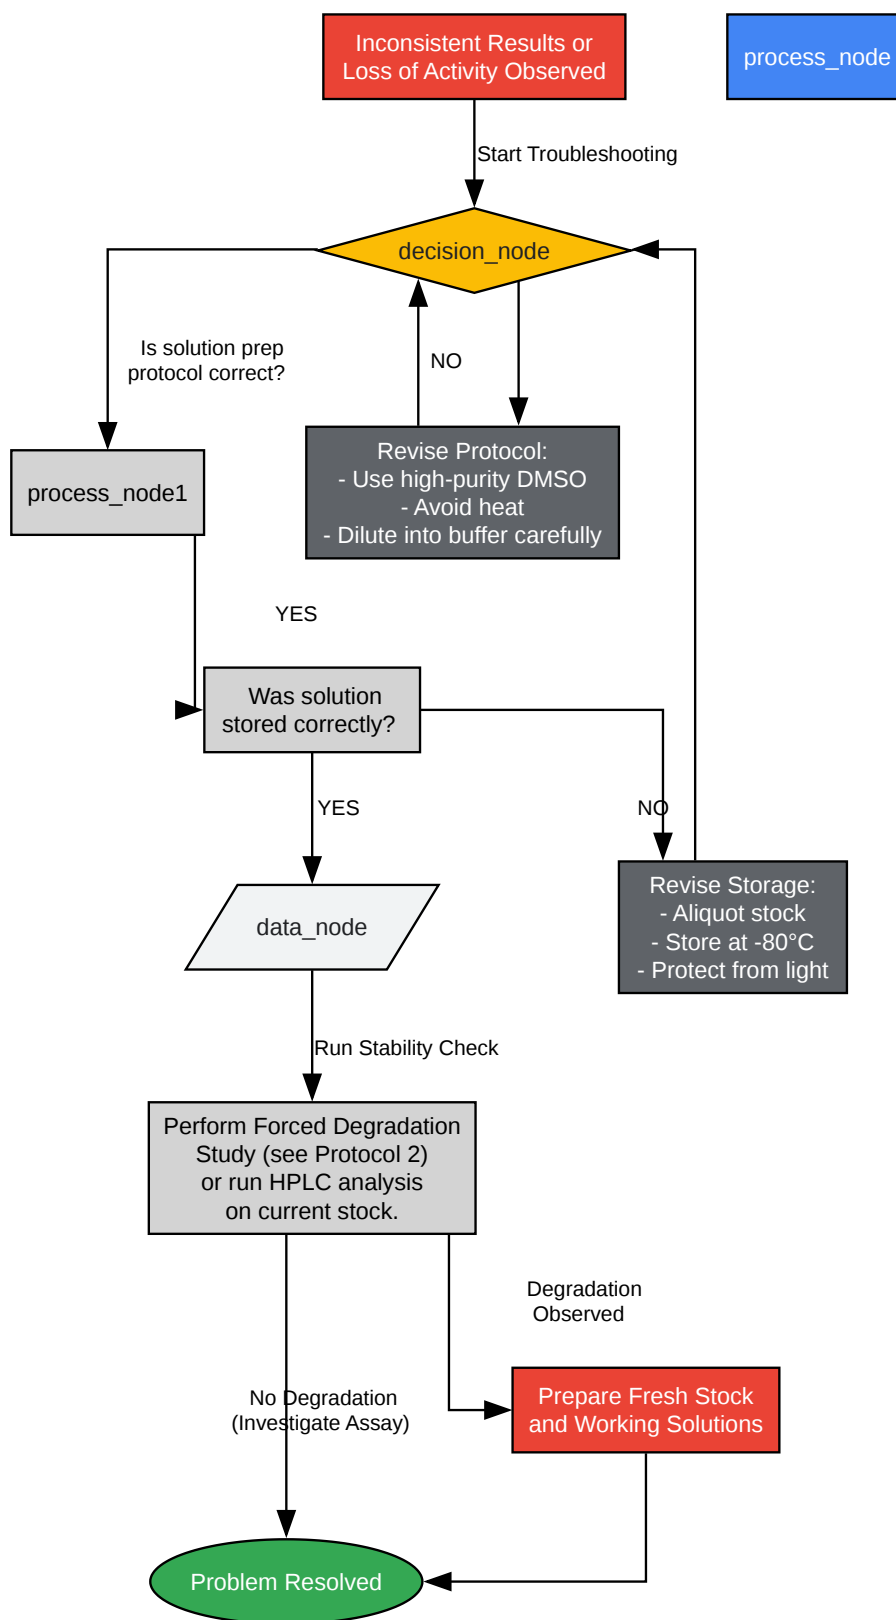 Inconsistent Results or
Loss of Activity Observed
process_node
Start Troubleshooting
decision_node
Is solution prep
protocol correct?
NO
Revise Protocol:
- Use high-purity DMSO
- Avoid heat
- Dilute into buffer carefully
process_node1
YES
Was solution
stored correctly?
YES
NO
Revise Storage:
- Aliquot stock
- Store at -80°C
- Protect from light
data_node
Run Stability Check
Perform Forced Degradation
Study (see Protocol 2)
or run HPLC analysis
on current stock.
Degradation
Observed
No Degradation
(Investigate Assay)
Prepare Fresh Stock
and Working Solutions
Problem Resolved